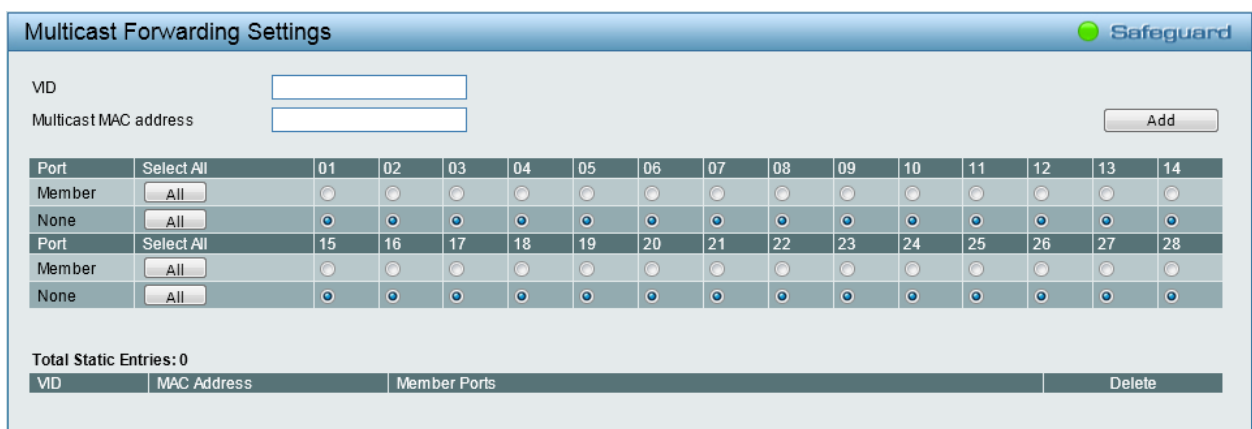 Multicast Forwarding Settings Safeguard
VID
Multicast MAC address Add
Port Select All 01 02 03 04 05 06 07 08 09 10 11 12 13 14
Member All
None All
Port Select All 15 16 17 18 19 20 21 22 23 24 25 26 27 28
Member All
None All
Total Static Entries: 0
VID MAC Address Member Ports Delete